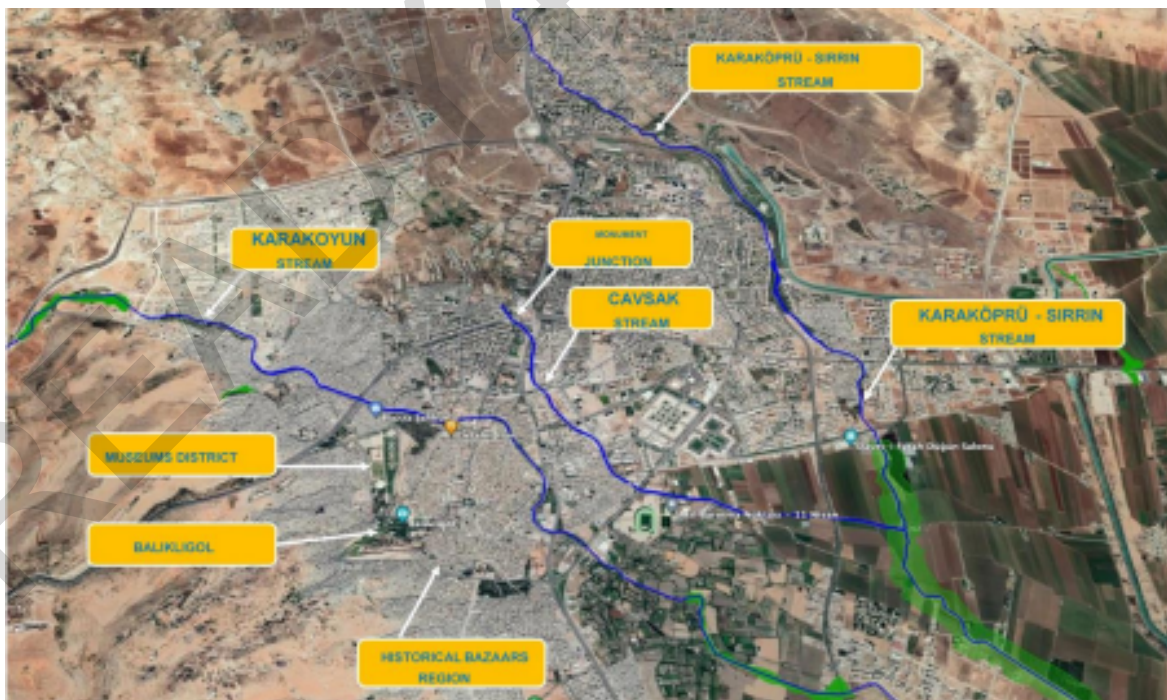 KARAKÖPRÜ - SIRRIN
STREAM
KARAKOYUN
STREAM
MONUMENT
JUNCTION
CAVSAK
STREAM
KARAKÖPRÜ - SIRRIN
STREAM
MUSEUMS DISTRICT
BALIKLIGOL
HISTORICAL BAZAARS
REGION